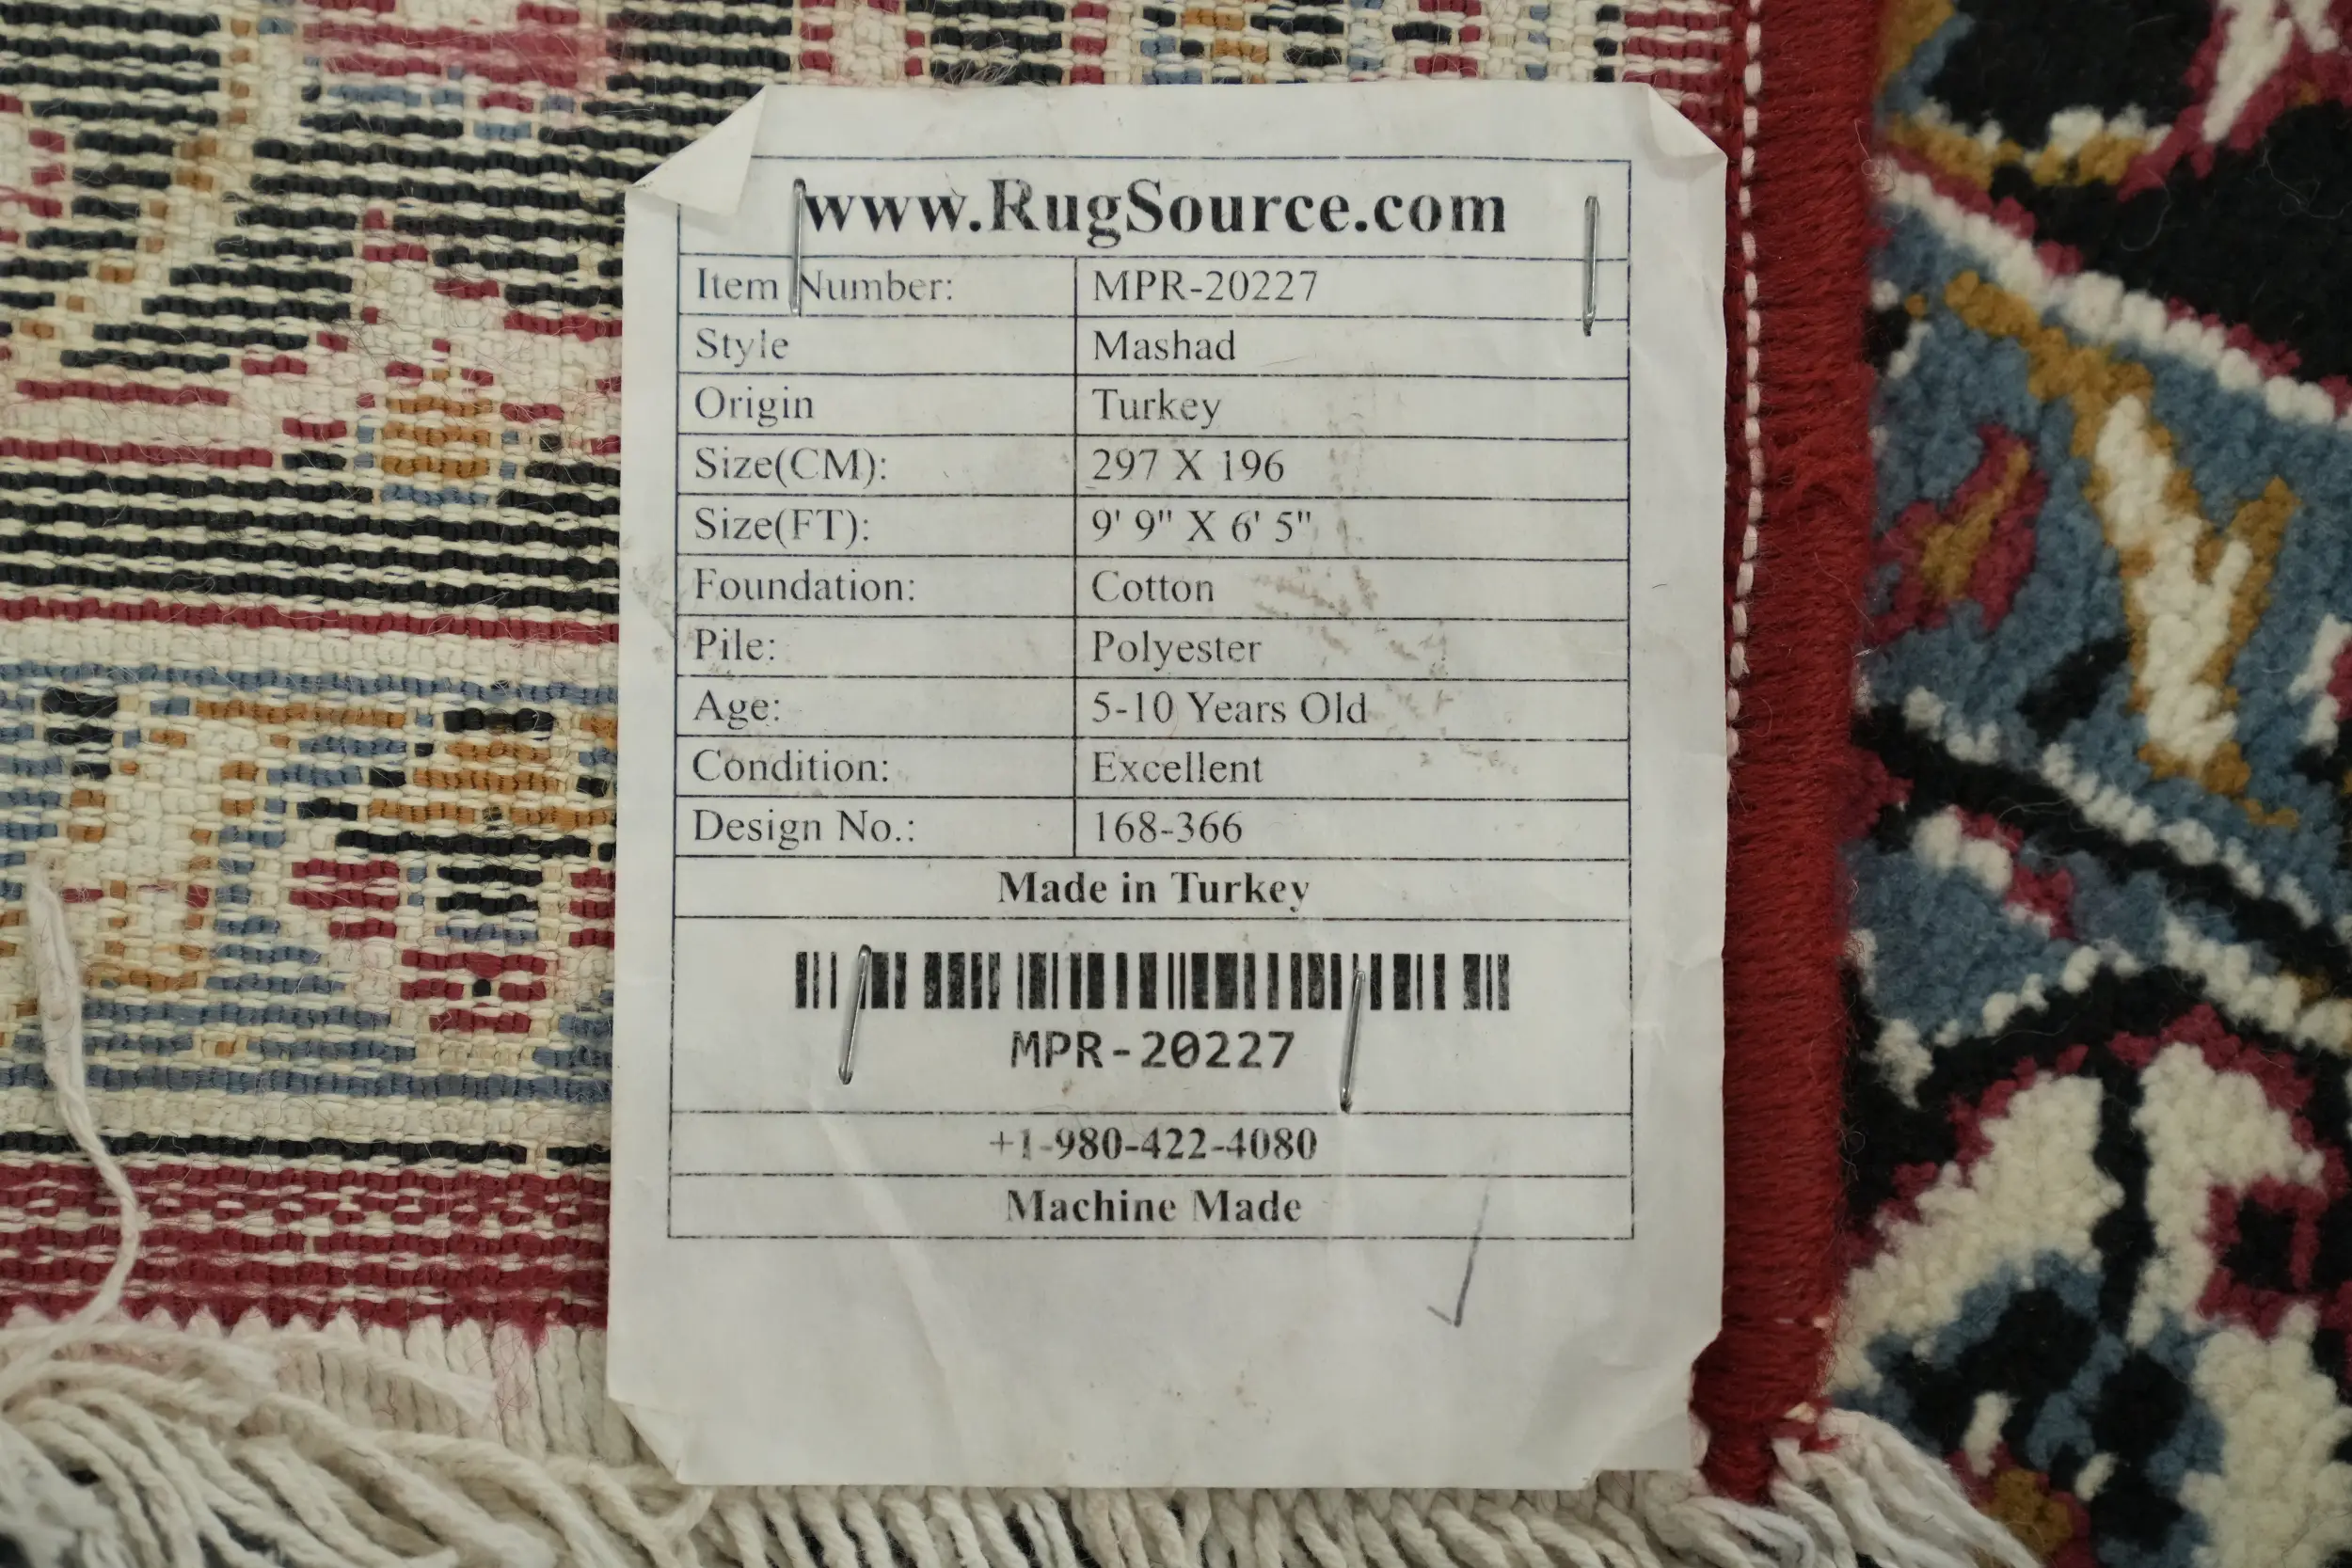 www.RugSource.com
Item Number: MPR-20227
Style Mashad
Origin Turkey
Size(CM): 297 X 196
Size(FT): 9' 9" X 6' 5"
Foundation: Cotton
Pile: Polyester
Age: 5-10 Years Old
Condition: Excellent
Design No.: 168-366
Made in Turkey
MPR-20227
+1-980-422-4080
Machine Made